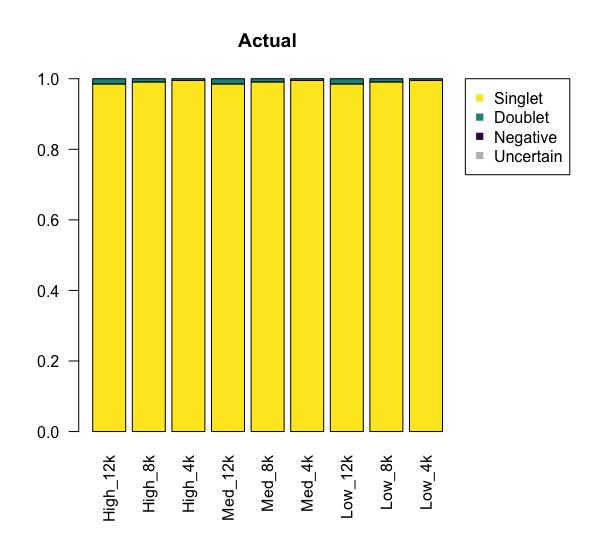 Actual
1.0
0.8
0.6
0.4
0.2
0.0
Singlet
Doublet
Negative
Uncertain
High_12k
High_8k
High_4k
Med_12k
Med_8k
Med_4k
Low_12k
Low_8k
Low_4k